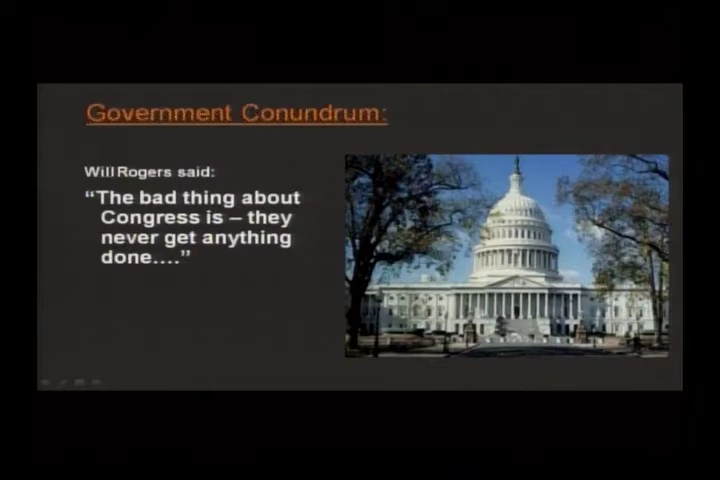 Government Conundrum:
Will Rogers said:
“The bad thing about
Congress is – they
never get anything
done....”